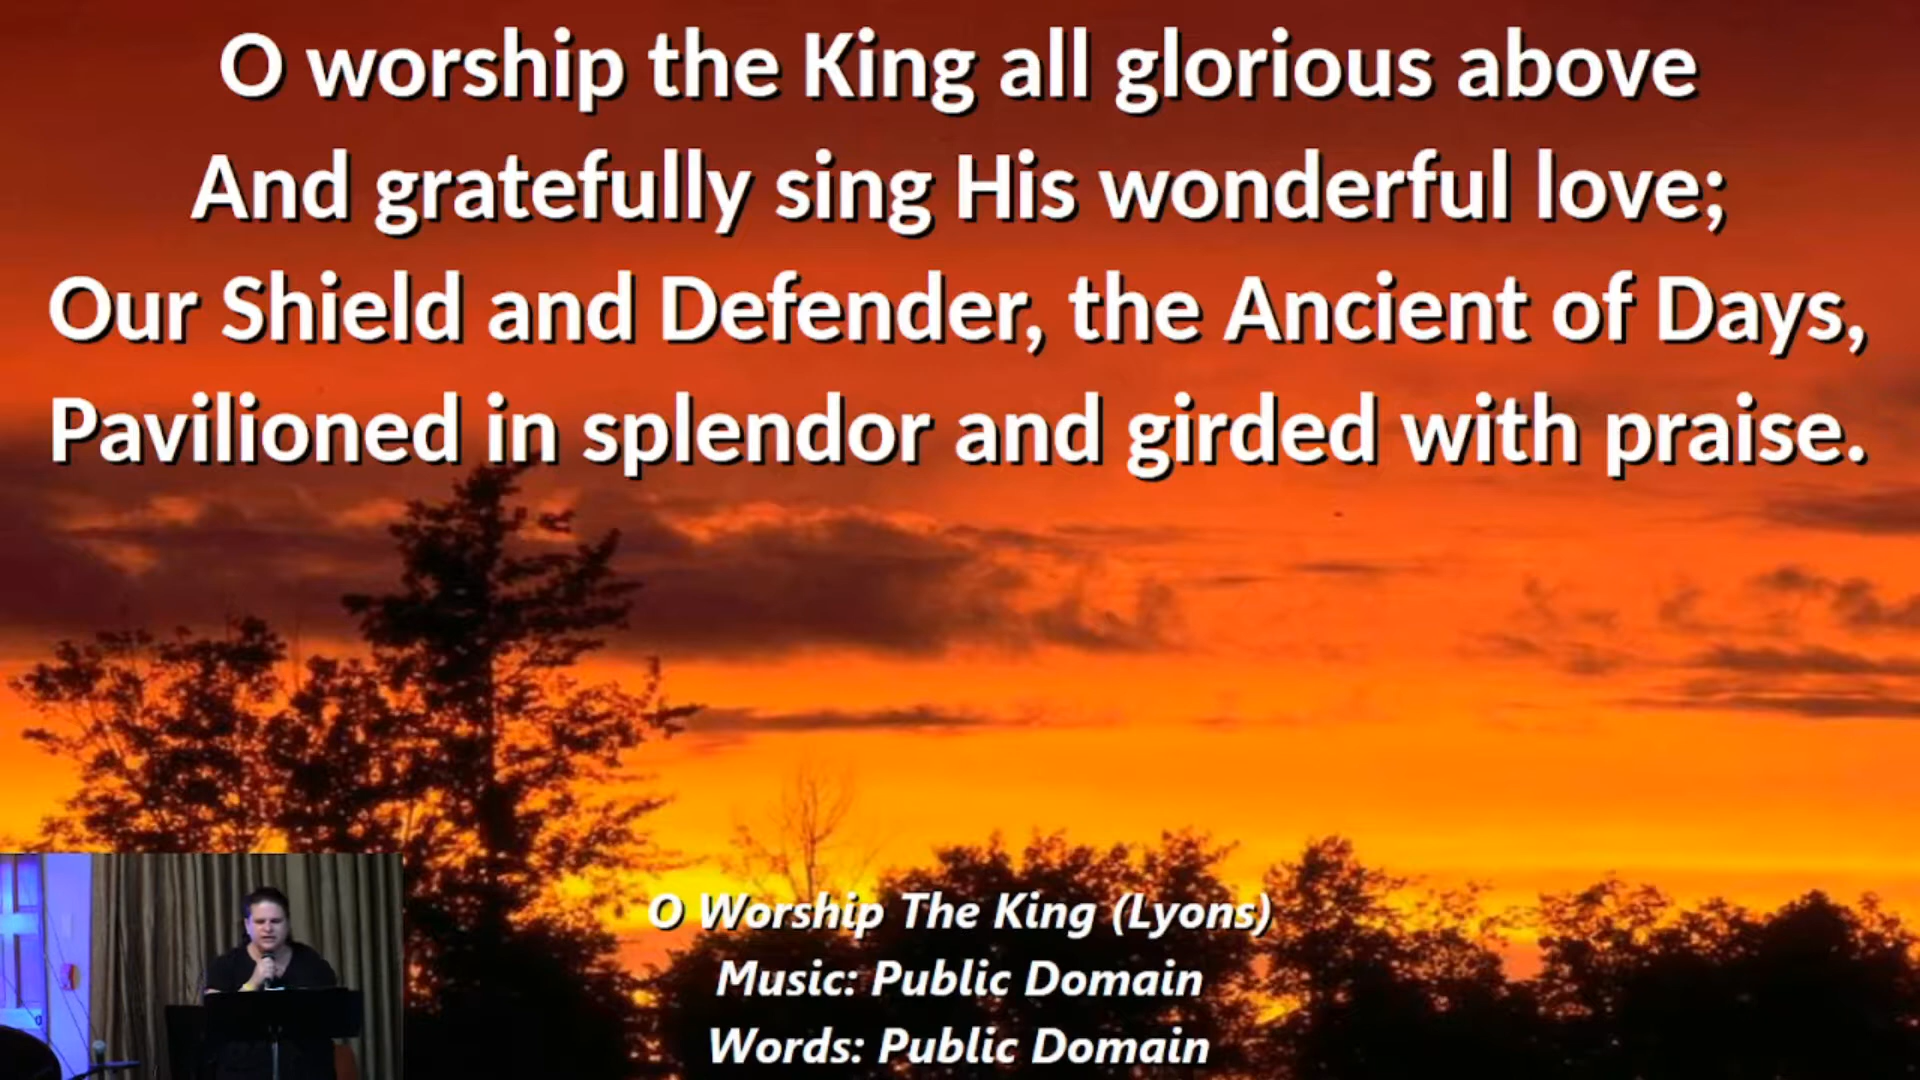 O worship the King all glorious above
And gratefully sing His wonderful love;
Our Shield and Defender, the Ancient of Days,
Pavilioned in splendor and girded with praise.
O Worship The King (Lyons)
Music: Public Domain
Words: Public Domain